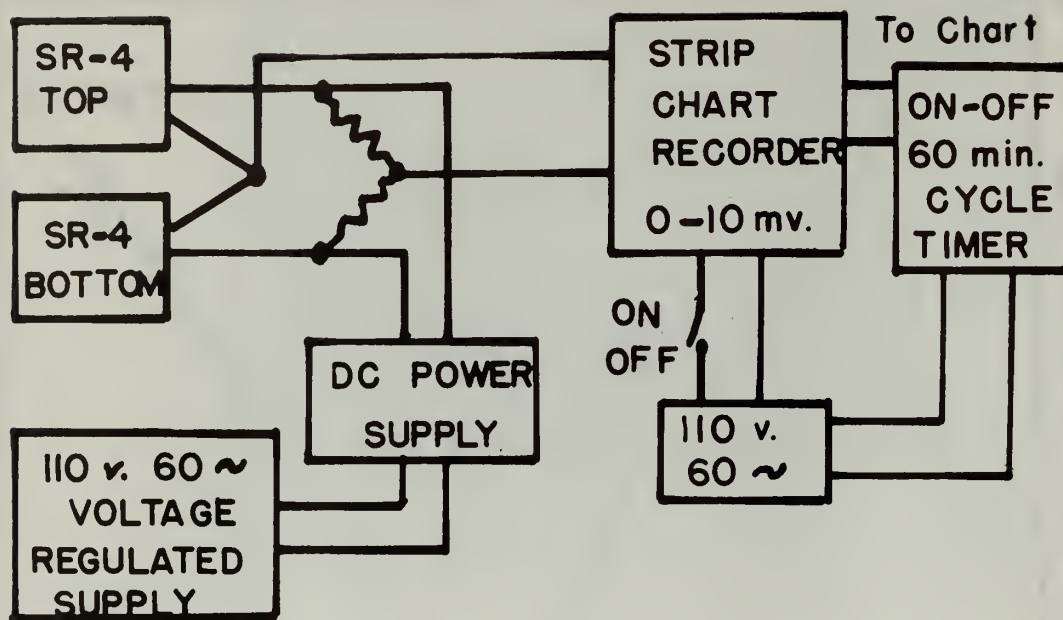 SR-4
TOP
SR-4
BOTTOM
STRIP
CHART
RECORDER
0-10 mv.
To Chart
ON-OFF
60 min.
CYCLE
TIMER
ON
OFF
DC POWER
SUPPLY
110 v.
60 ~
110 v. 60 ~
VOLTAGE
REGULATED
SUPPLY